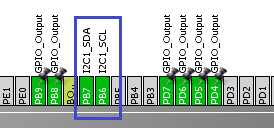 GPIO_Output
GPIO_Output
I2C1_SDA
I2C1_SCL
GPIO_Output
GPIO_Output
GPIO_Output
GPIO_Output
PE1
PE0
PB9
PB8
PB7
PB6
PB5
PB4
PB3
PD7
PD6
PD5
PD4
PD3
PD2
PD1